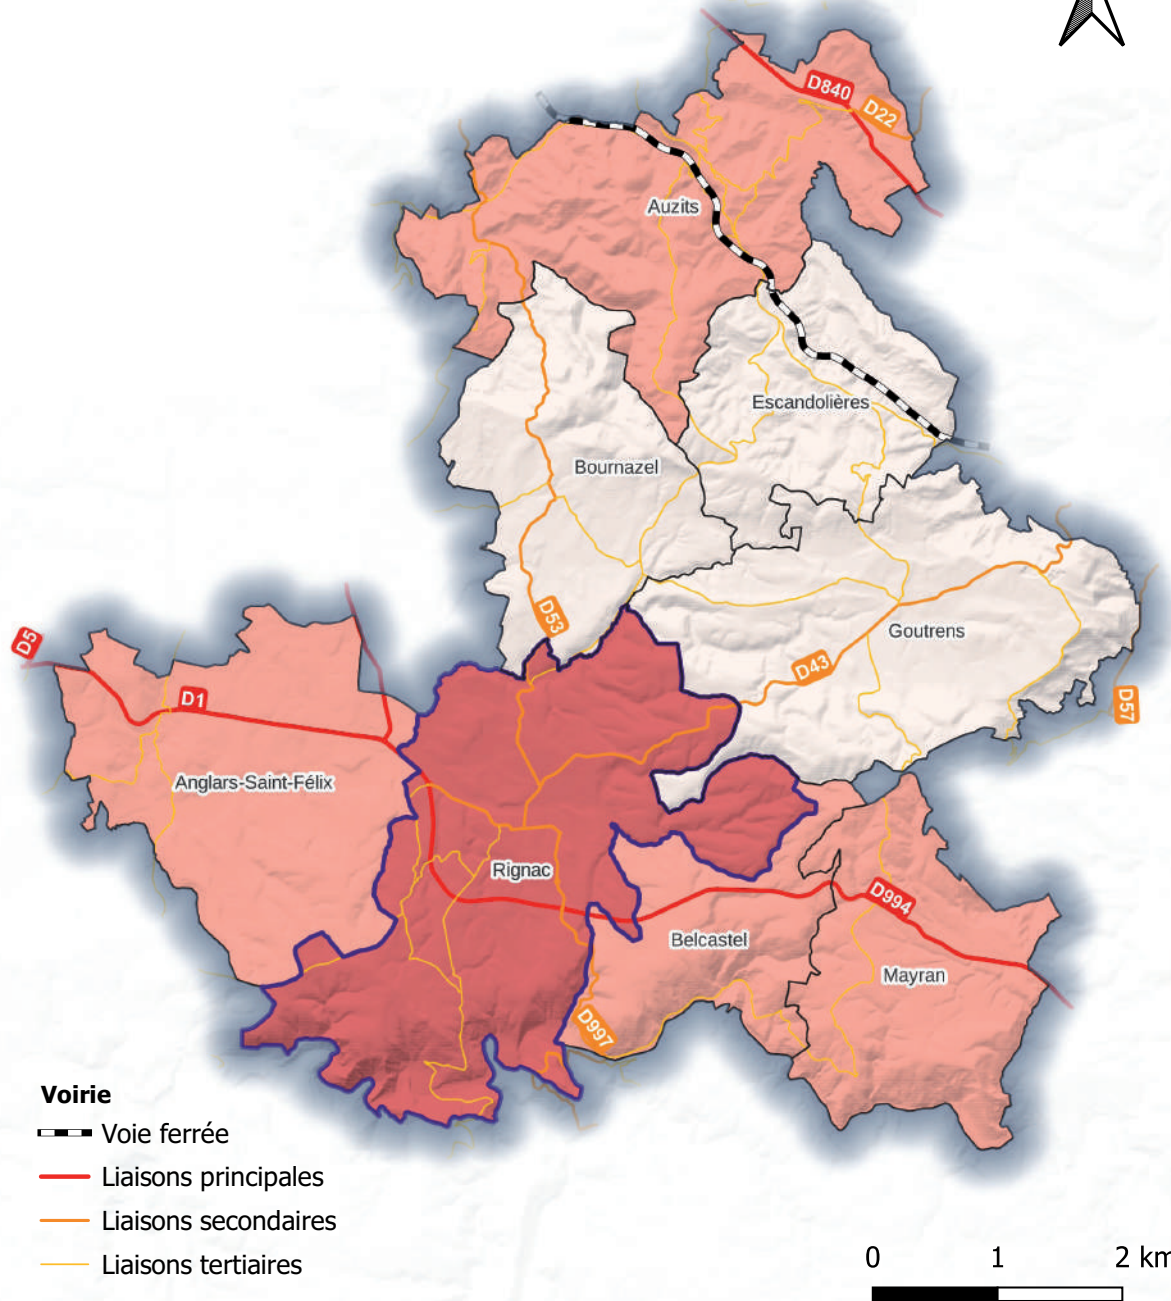 D840
D22
Auzits
Escandolières
Bournazel
D53
Goutrens
D5
D43
D1
D57
Anglars-Saint-Félix
Rignac
D994
Belcastel
Mayran
D997
Voirie
Voie ferrée
Liaisons principales
Liaisons secondaires
Liaisons tertiaires
0 1 2 km